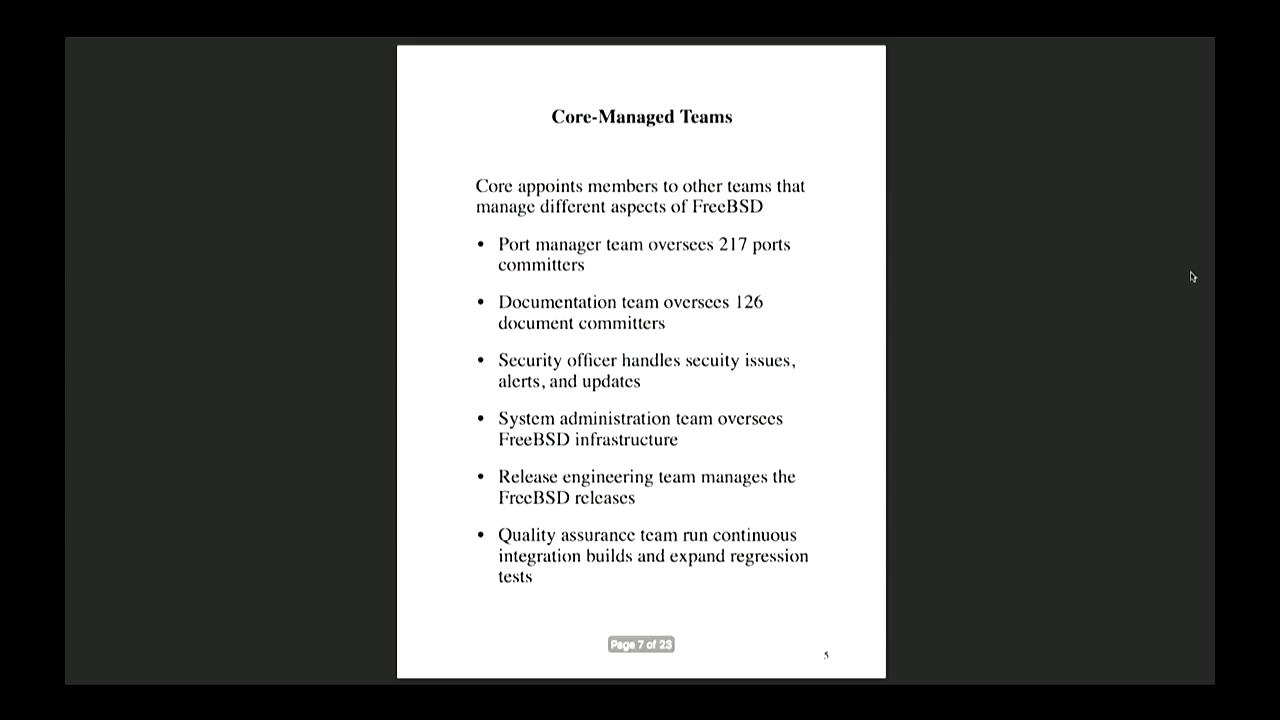 Core-Managed Teams
Core appoints members to other teams that
manage different aspects of FreeBSD
• Port manager team oversees 217 ports
committers
• Documentation team oversees 126
document committers
• Security officer handles secuity issues,
alerts, and updates
• System administration team oversees
FreeBSD infrastructure
• Release engineering team manages the
FreeBSD releases
• Quality assurance team run continuous
integration builds and expand regression
tests
Page 7 of 23
5